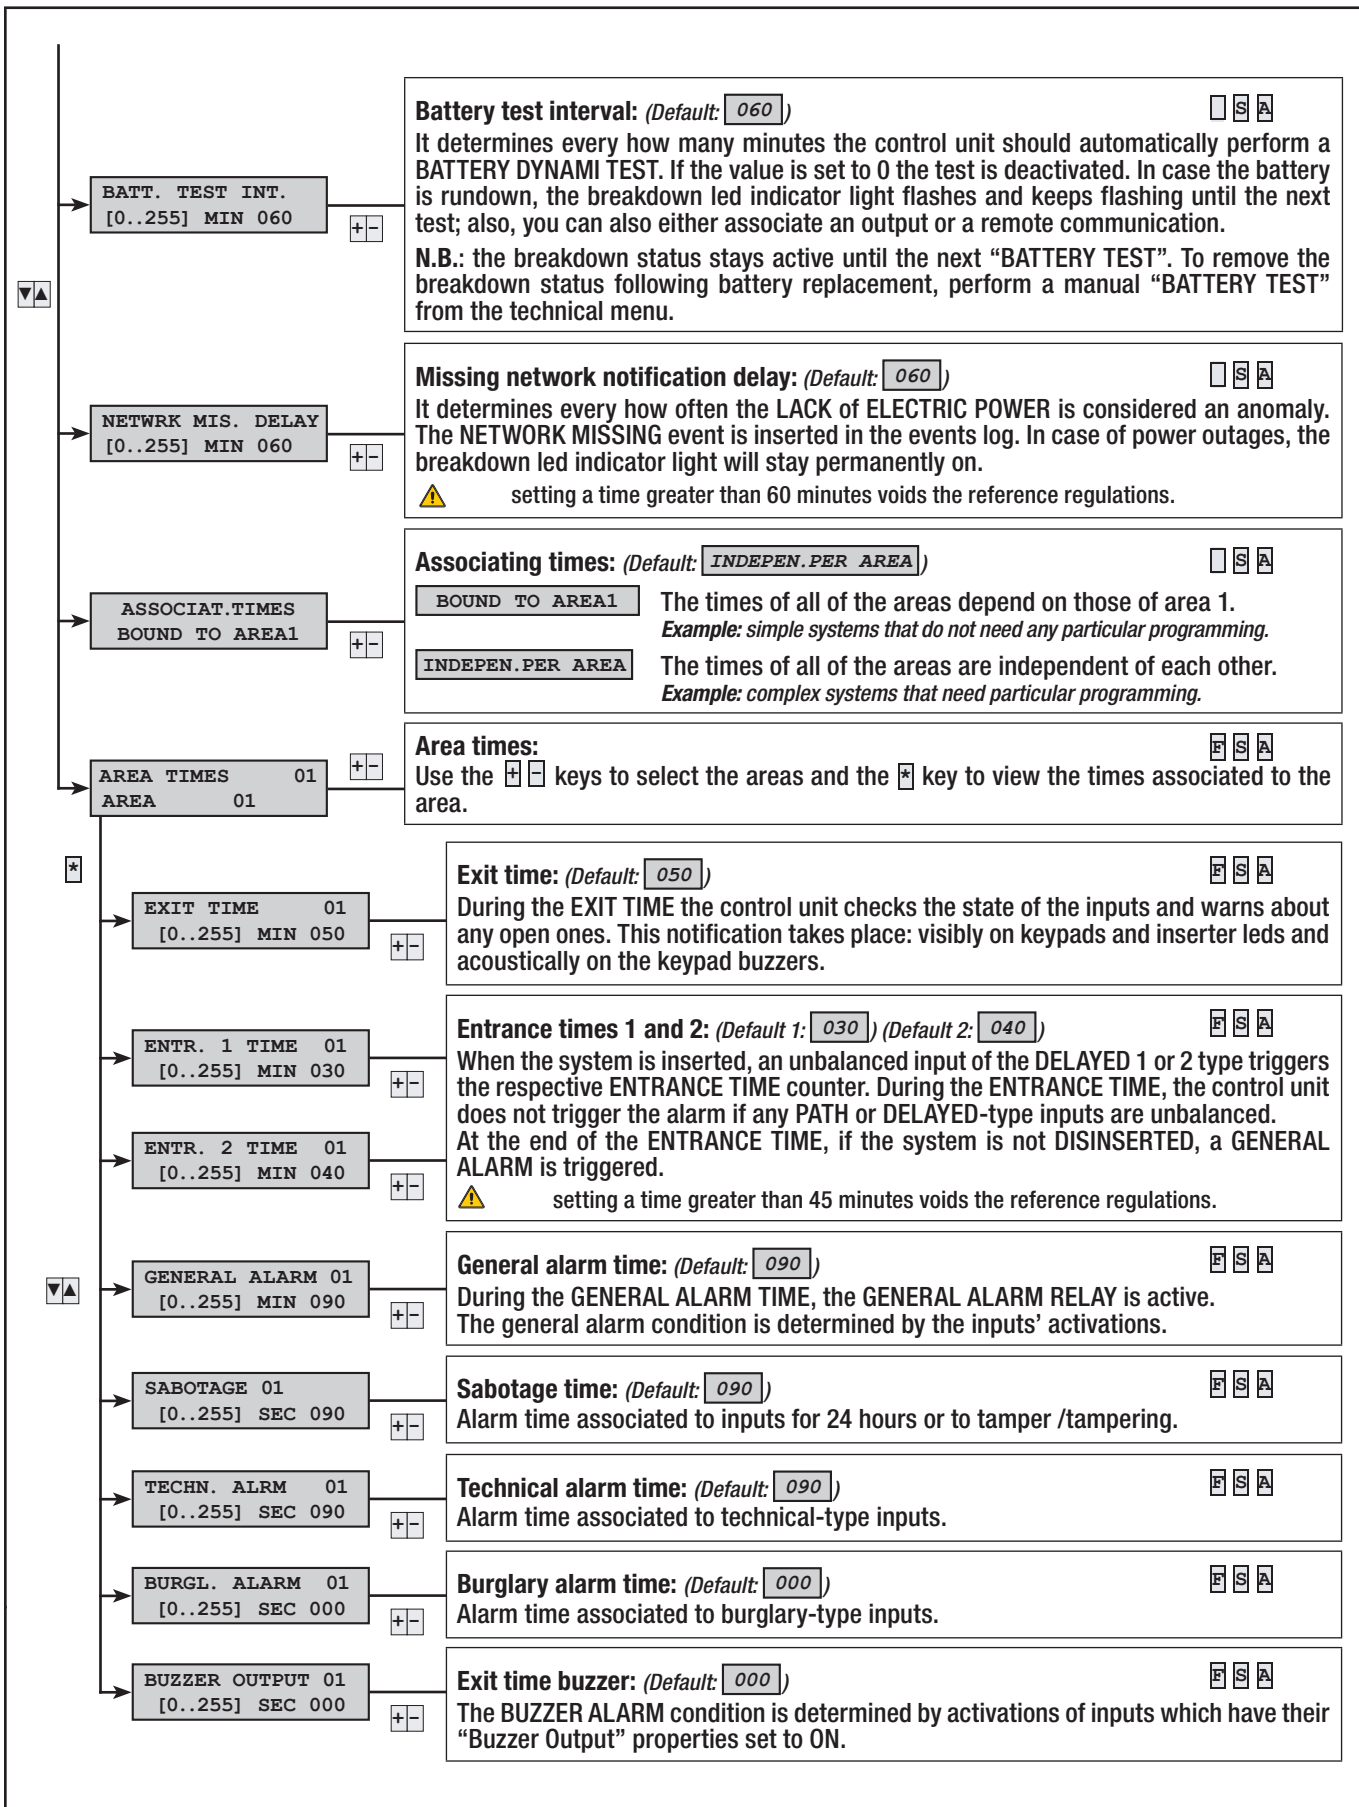 Battery test interval: (Default: 060 )
S A
It determines every how many minutes the control unit should automatically perform a
BATTERY DYNAMI TEST. If the value is set to 0 the test is deactivated. In case the battery
is rundown, the breakdown led indicator light flashes and keeps flashing until the next
test; also, you can also either associate an output or a remote communication.
N.B.: the breakdown status stays active until the next “BATTERY TEST”. To remove the
breakdown status following battery replacement, perform a manual “BATTERY TEST”
from the technical menu.
BATT. TEST INT.
[0..255] MIN 060
+ -
▼ ▲
Missing network notification delay: (Default: 060 )
S A
It determines every how often the LACK of ELECTRIC POWER is considered an anomaly.
The NETWORK MISSING event is inserted in the events log. In case of power outages, the
breakdown led indicator light will stay permanently on.
setting a time greater than 60 minutes voids the reference regulations.
NETWRK MIS. DELAY
[0..255] MIN 060
+ -
Associating times: (Default: INDEPEN.PER AREA )
S A
BOUND TO AREA1 The times of all of the areas depend on those of area 1.
Example: simple systems that do not need any particular programming.
INDEPEN.PER AREA The times of all of the areas are independent of each other.
Example: complex systems that need particular programming.
ASSOCIAT.TIMES
BOUND TO AREA1
+ -
Area times:
F S A
Use the + - keys to select the areas and the * key to view the times associated to the
area.
AREA TIMES 01
AREA 01
+ -
*
Exit time: (Default: 050 )
F S A
During the EXIT TIME the control unit checks the state of the inputs and warns about
any open ones. This notification takes place: visibly on keypads and inserter leds and
acoustically on the keypad buzzers.
EXIT TIME 01
[0..255] MIN 050
+ -
Entrance times 1 and 2: (Default 1: 030 ) (Default 2: 040 )
F S A
When the system is inserted, an unbalanced input of the DELAYED 1 or 2 type triggers
the respective ENTRANCE TIME counter. During the ENTRANCE TIME, the control unit
does not trigger the alarm if any PATH or DELAYED-type inputs are unbalanced.
At the end of the ENTRANCE TIME, if the system is not DISINSERTED, a GENERAL
ALARM is triggered.
setting a time greater than 45 minutes voids the reference regulations.
ENTR. 1 TIME 01
[0..255] MIN 030
+ -
ENTR. 2 TIME 01
[0..255] MIN 040
+ -
▼ ▲
General alarm time: (Default: 090 )
F S A
During the GENERAL ALARM TIME, the GENERAL ALARM RELAY is active.
The general alarm condition is determined by the inputs’ activations.
GENERAL ALARM 01
[0..255] MIN 090
+ -
Sabotage time: (Default: 090 )
F S A
Alarm time associated to inputs for 24 hours or to tamper /tampering.
SABOTAGE 01
[0..255] SEC 090
+ -
Technical alarm time: (Default: 090 )
F S A
Alarm time associated to technical-type inputs.
TECHN. ALRM 01
[0..255] SEC 090
+ -
Burglary alarm time: (Default: 000 )
F S A
Alarm time associated to burglary-type inputs.
BURGL. ALARM 01
[0..255] SEC 000
+ -
Exit time buzzer: (Default: 000 )
F S A
The BUZZER ALARM condition is determined by activations of inputs which have their
“Buzzer Output” properties set to ON.
BUZZER OUTPUT 01
[0..255] SEC 000
+ -